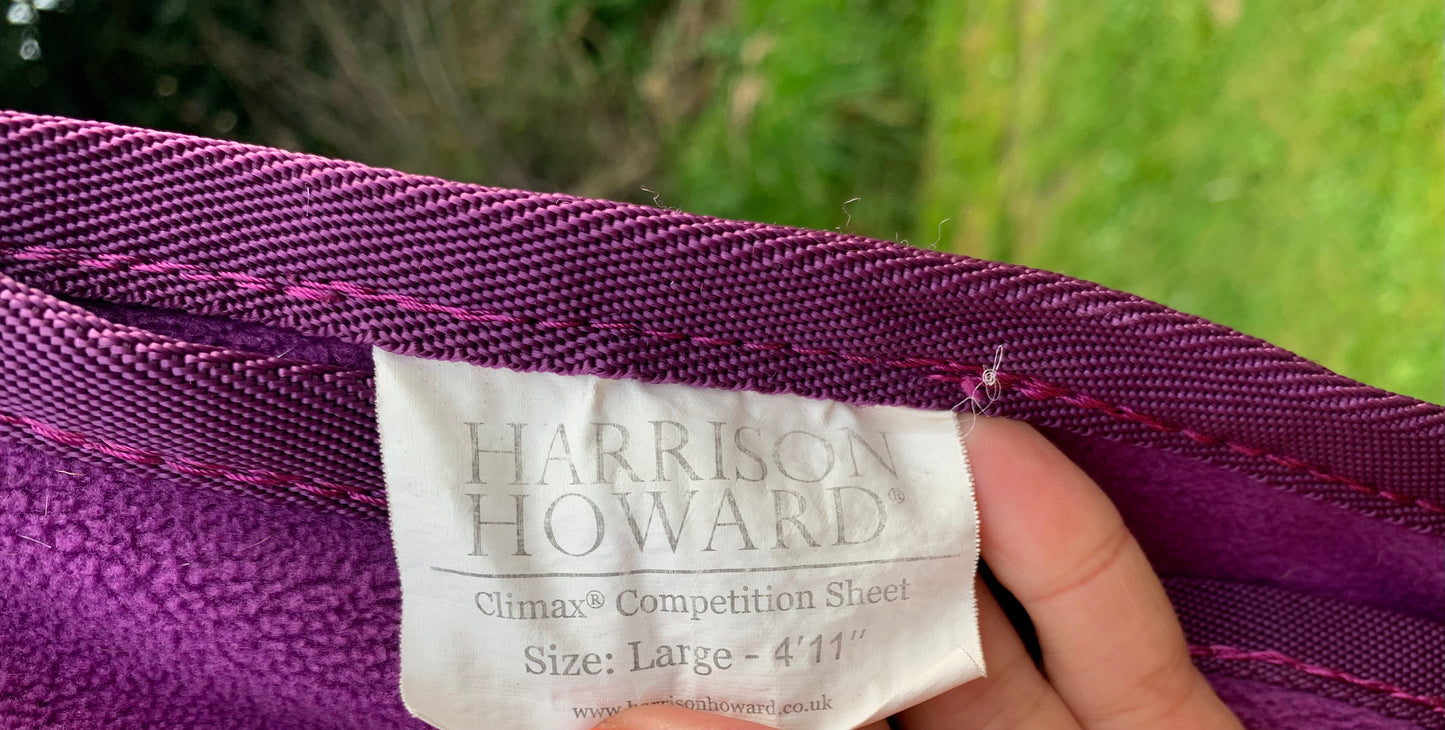 HARRISON
HOWARD®
Climax® Competition Sheet
Size: Large - 4'11"
www.harrisonhoward.co.uk